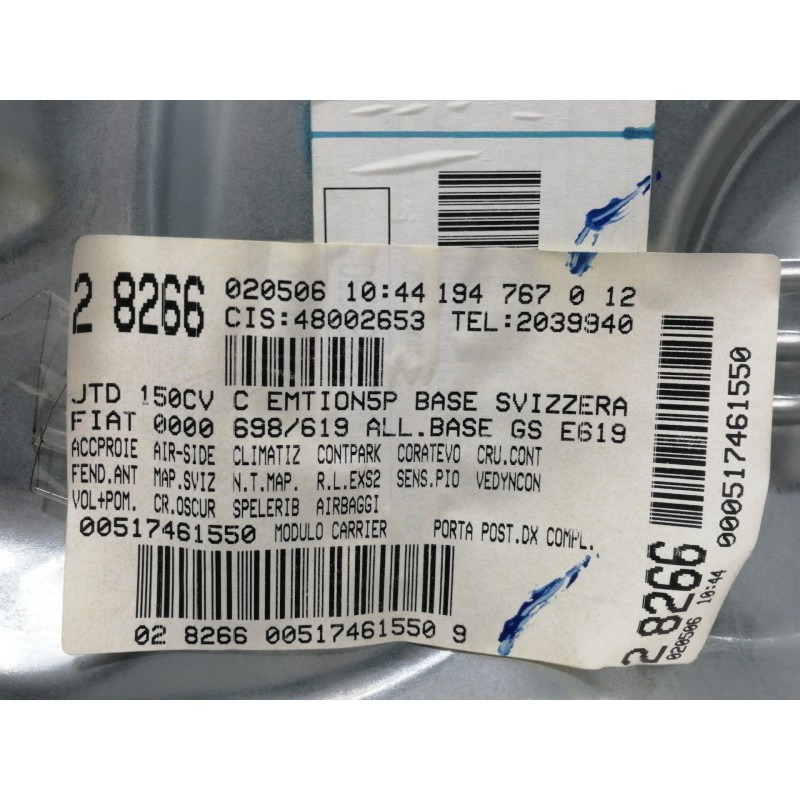 2 8266 020506 10:44 194 767 0 12
CIS:48002653 TEL:2039940
JTD 150CV C EMTION5P BASE SVIZZERA
FIAT 0000 698/619 ALL.BASE GS E619
ACCPROIE AIR-SIDE CLIMATIZ CONTPARK CORATEVO CRU.CONT
FEND.ANT MAP.SVIZ N.T.MAP. R.L.EXS2 SENS.PIO VEDYNCON
VOL+POM. CR.OSCUR SPELERIB AIRBAGGI
00517461550 MODULO CARRIER PORTA POST.DX COMPL.
02 8266 00517461550 9
2 8266
020506 10:44
00517461550